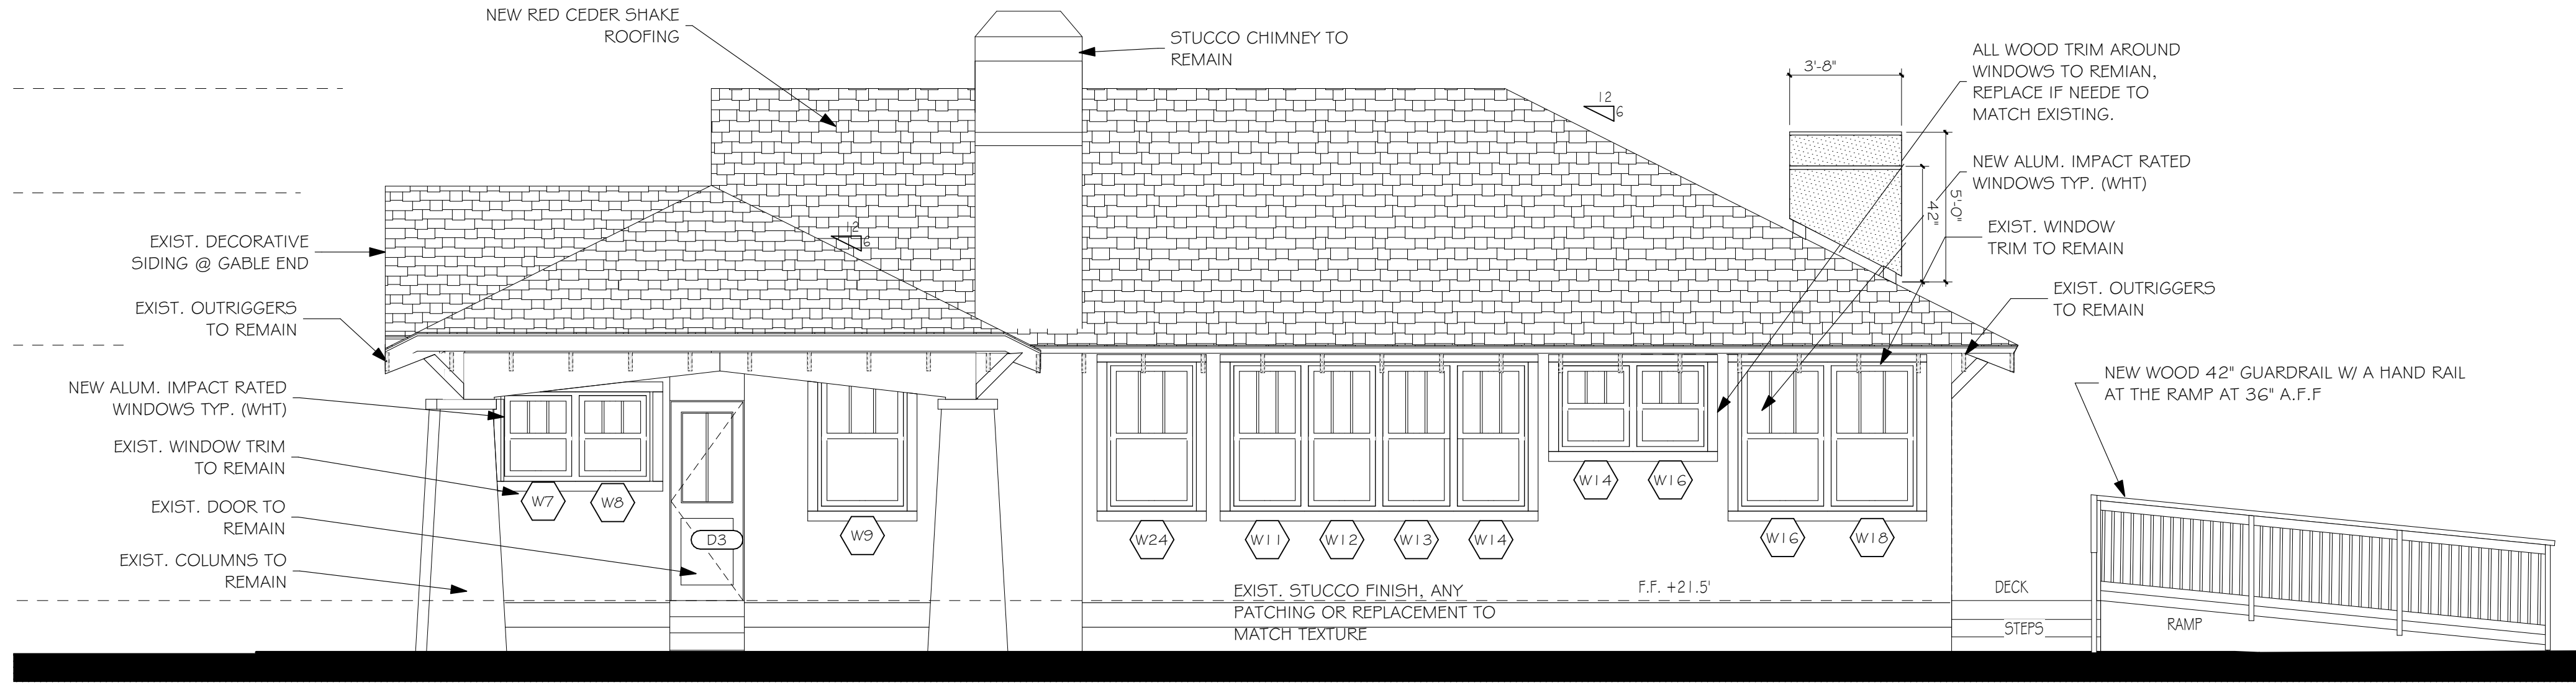 NEW RED CEDER SHAKE
ROOFING
STUCCO CHIMNEY TO
REMAIN
ALL WOOD TRIM AROUND
WINDOWS TO REMIAN,
REPLACE IF NEEDE TO
MATCH EXISTING.
3'-8"
12
6
NEW ALUM. IMPACT RATED
WINDOWS TYP. (WHT)
5'-0"
42"
EXIST. WINDOW
TRIM TO REMAIN
12
6
EXIST. DECORATIVE
SIDING @ GABLE END
EXIST. OUTRIGGERS
TO REMAIN
EXIST. OUTRIGGERS
TO REMAIN
NEW ALUM. IMPACT RATED
WINDOWS TYP. (WHT)
NEW WOOD 42" GUARDRAIL W/ A HAND RAIL
AT THE RAMP AT 36" A.F.F
EXIST. WINDOW TRIM
TO REMAIN
EXIST. DOOR TO
REMAIN
EXIST. COLUMNS TO
REMAIN
W7
W8
D3
W9
W24
W11
W12
W13
W14
W14
W16
W16
W18
EXIST. STUCCO FINISH, ANY
PATCHING OR REPLACEMENT TO
MATCH TEXTURE
F.F. +21.5'
DECK
STEPS
RAMP